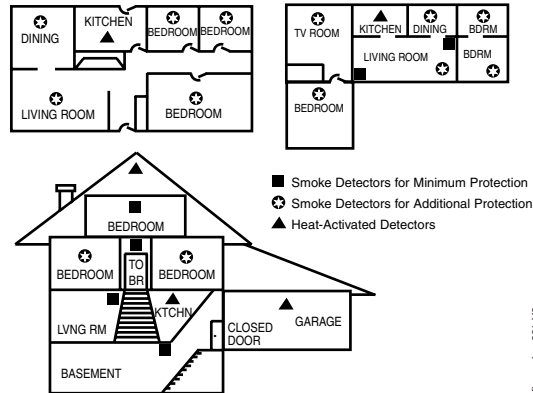 DINING
KITCHEN
BEDROOM
BEDROOM
LIVING ROOM
BEDROOM
TV ROOM
KITCHEN
DINING
BDRM
LIVING ROOM
BDRM
BEDROOM
Smoke Detectors for Minimum Protection
Smoke Detectors for Additional Protection
Heat-Activated Detectors
BEDROOM
BEDROOM
TO
BR
BEDROOM
LVNG RM
KTCHN
CLOSED
DOOR
GARAGE
BASEMENT